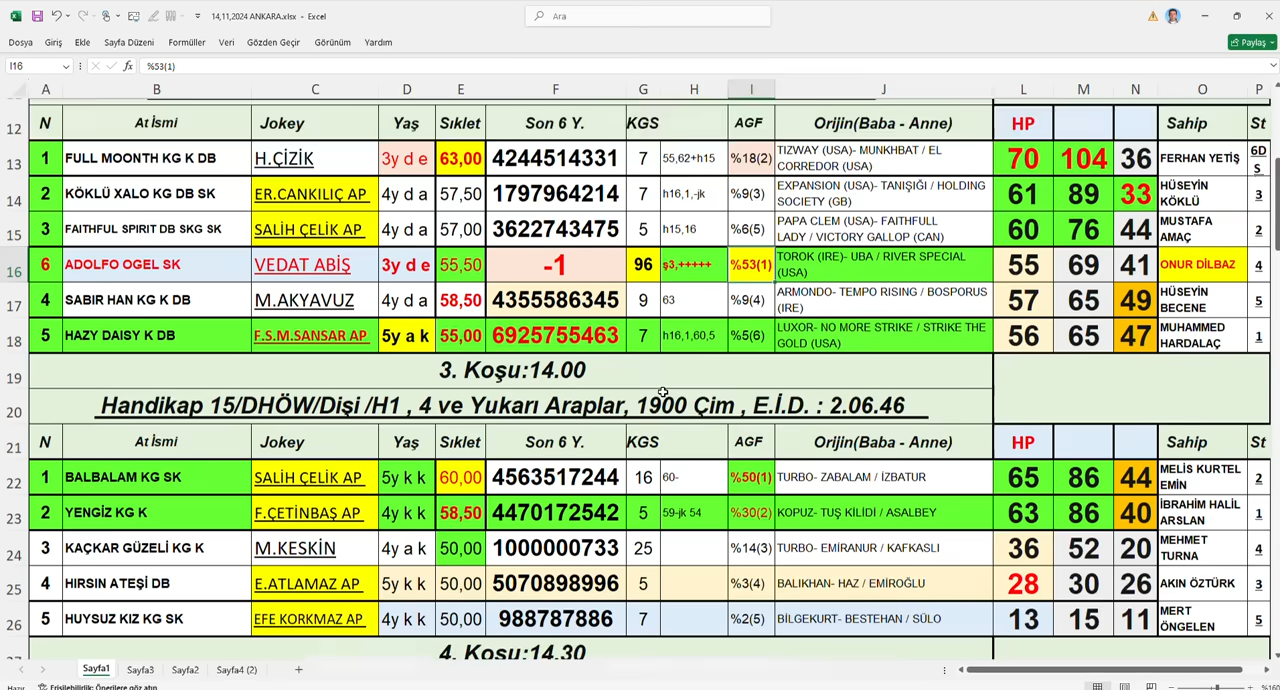 14,11,2024 ANKARA.xlsx - Excel
Ara
Dosya Giriş Ekle Sayfa Düzeni Formüller Veri Gözden Geçir Görünüm Yardım
Paylaş
I16 fx %53(1)
A B C D E F G H I J L M N O P
12 N At İsmi Jokey Yaş Sıklet Son 6 Y. KGS AGF Orijin(Baba - Anne) HP Sahip St
13 1 FULL MOONTH KG K DB H.ÇİZİK 3y d e 63,00 4244514331 7 55,62+h15 %18(2) TIZWAY (USA)- MUNKHBAT / EL CORREDOR (USA) 70 104 36 FERHAN YETİŞ 6D S
14 2 KÖKLÜ XALO KG DB SK ER.CANKILIÇ AP 4y d a 57,50 1797964214 7 h16,1,-jk %9(3) EXPANSION (USA)- TANIŞIĞI / HOLDING SOCIETY (GB) 61 89 33 HÜSEYİN KÖKLÜ 3
15 3 FAITHFUL SPIRIT DB SKG SK SALİH ÇELİK AP 4y d a 57,00 3622743475 5 h15,16 %6(5) PAPA CLEM (USA)- FAITHFULL LADY / VICTORY GALLOP (CAN) 60 76 44 MUSTAFA AMAÇ 2
16 6 ADOLFO OGEL SK VEDAT ABİŞ 3y d e 55,50 -1 96 ş3,+++++ %53(1) TOROK (IRE)- UBA / RIVER SPECIAL (USA) 55 69 41 ONUR DİLBAZ 4
17 4 SABIR HAN KG K DB M.AKYAVUZ 4y d a 58,50 4355586345 9 63 %9(4) ARMONDO- TEMPO RISING / BOSPORUS (IRE) 57 65 49 HÜSEYİN BECENE 5
18 5 HAZY DAISY K DB F.S.M.SANSAR AP 5y a k 55,00 6925755463 7 h16,1,60,5 %5(6) LUXOR- NO MORE STRIKE / STRIKE THE GOLD (USA) 56 65 47 MUHAMMED HARDALAÇ 1
19 3. Koşu:14.00
20 Handikap 15/DHÖW/Dişi /H1 , 4 ve Yukarı Araplar, 1900 Çim , E.İ.D. : 2.06.46
21 N At İsmi Jokey Yaş Sıklet Son 6 Y. KGS AGF Orijin(Baba - Anne) HP Sahip St
22 1 BALBALAM KG SK SALİH ÇELİK AP 5y k k 60,00 4563517244 16 60- %50(1) TURBO- ZABALAM / İZBATUR 65 86 44 MELİS KURTEL EMİN 2
23 2 YENGİZ KG K F.ÇETİNBAŞ AP 4y k k 58,50 4470172542 5 59-jk 54 %30(2) KOPUZ- TUŞ KİLİDİ / ASALBEY 63 86 40 İBRAHİM HALİL ARSLAN 1
24 3 KAÇKAR GÜZELİ KG K M.KESKİN 4y a k 50,00 1000000733 25 %14(3) TURBO- EMİRANUR / KAFKASLI 36 52 20 MEHMET TURNA 4
25 4 HIRSIN ATEŞİ DB E.ATLAMAZ AP 5y k k 50,00 5070898996 5 %3(4) BALIKHAN- HAZ / EMİROĞLU 28 30 26 AKIN ÖZTÜRK 3
26 5 HUYSUZ KIZ KG SK EFE KORKMAZ AP 4y k k 50,00 988787886 7 %2(5) BİLGEKURT- BESTEHAN / SÜLO 13 15 11 MERT ÖNGELEN 5
4. Koşu:14.30
Sayfa1 Sayfa3 Sayfa2 Sayfa4 (2) +
Hazır Erişilebilirlik: Önerilere göz atın